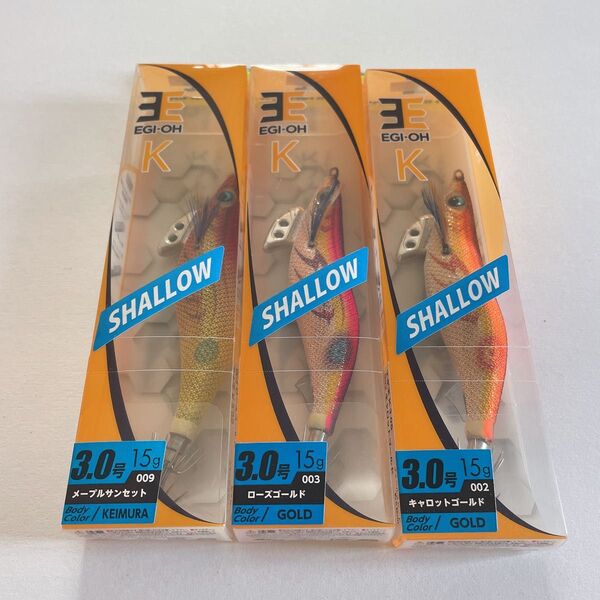 EGI-OH
K
SHALLOW
3.0号 15g
009
メープルサンセット
Body Color / KEIMURA
EGI-OH
K
SHALLOW
3.0号 15g
003
ローズゴールド
Body Color / GOLD
EGI-OH
K
SHALLOW
3.0号 15g
002
キャロットゴールド
Body Color / GOLD